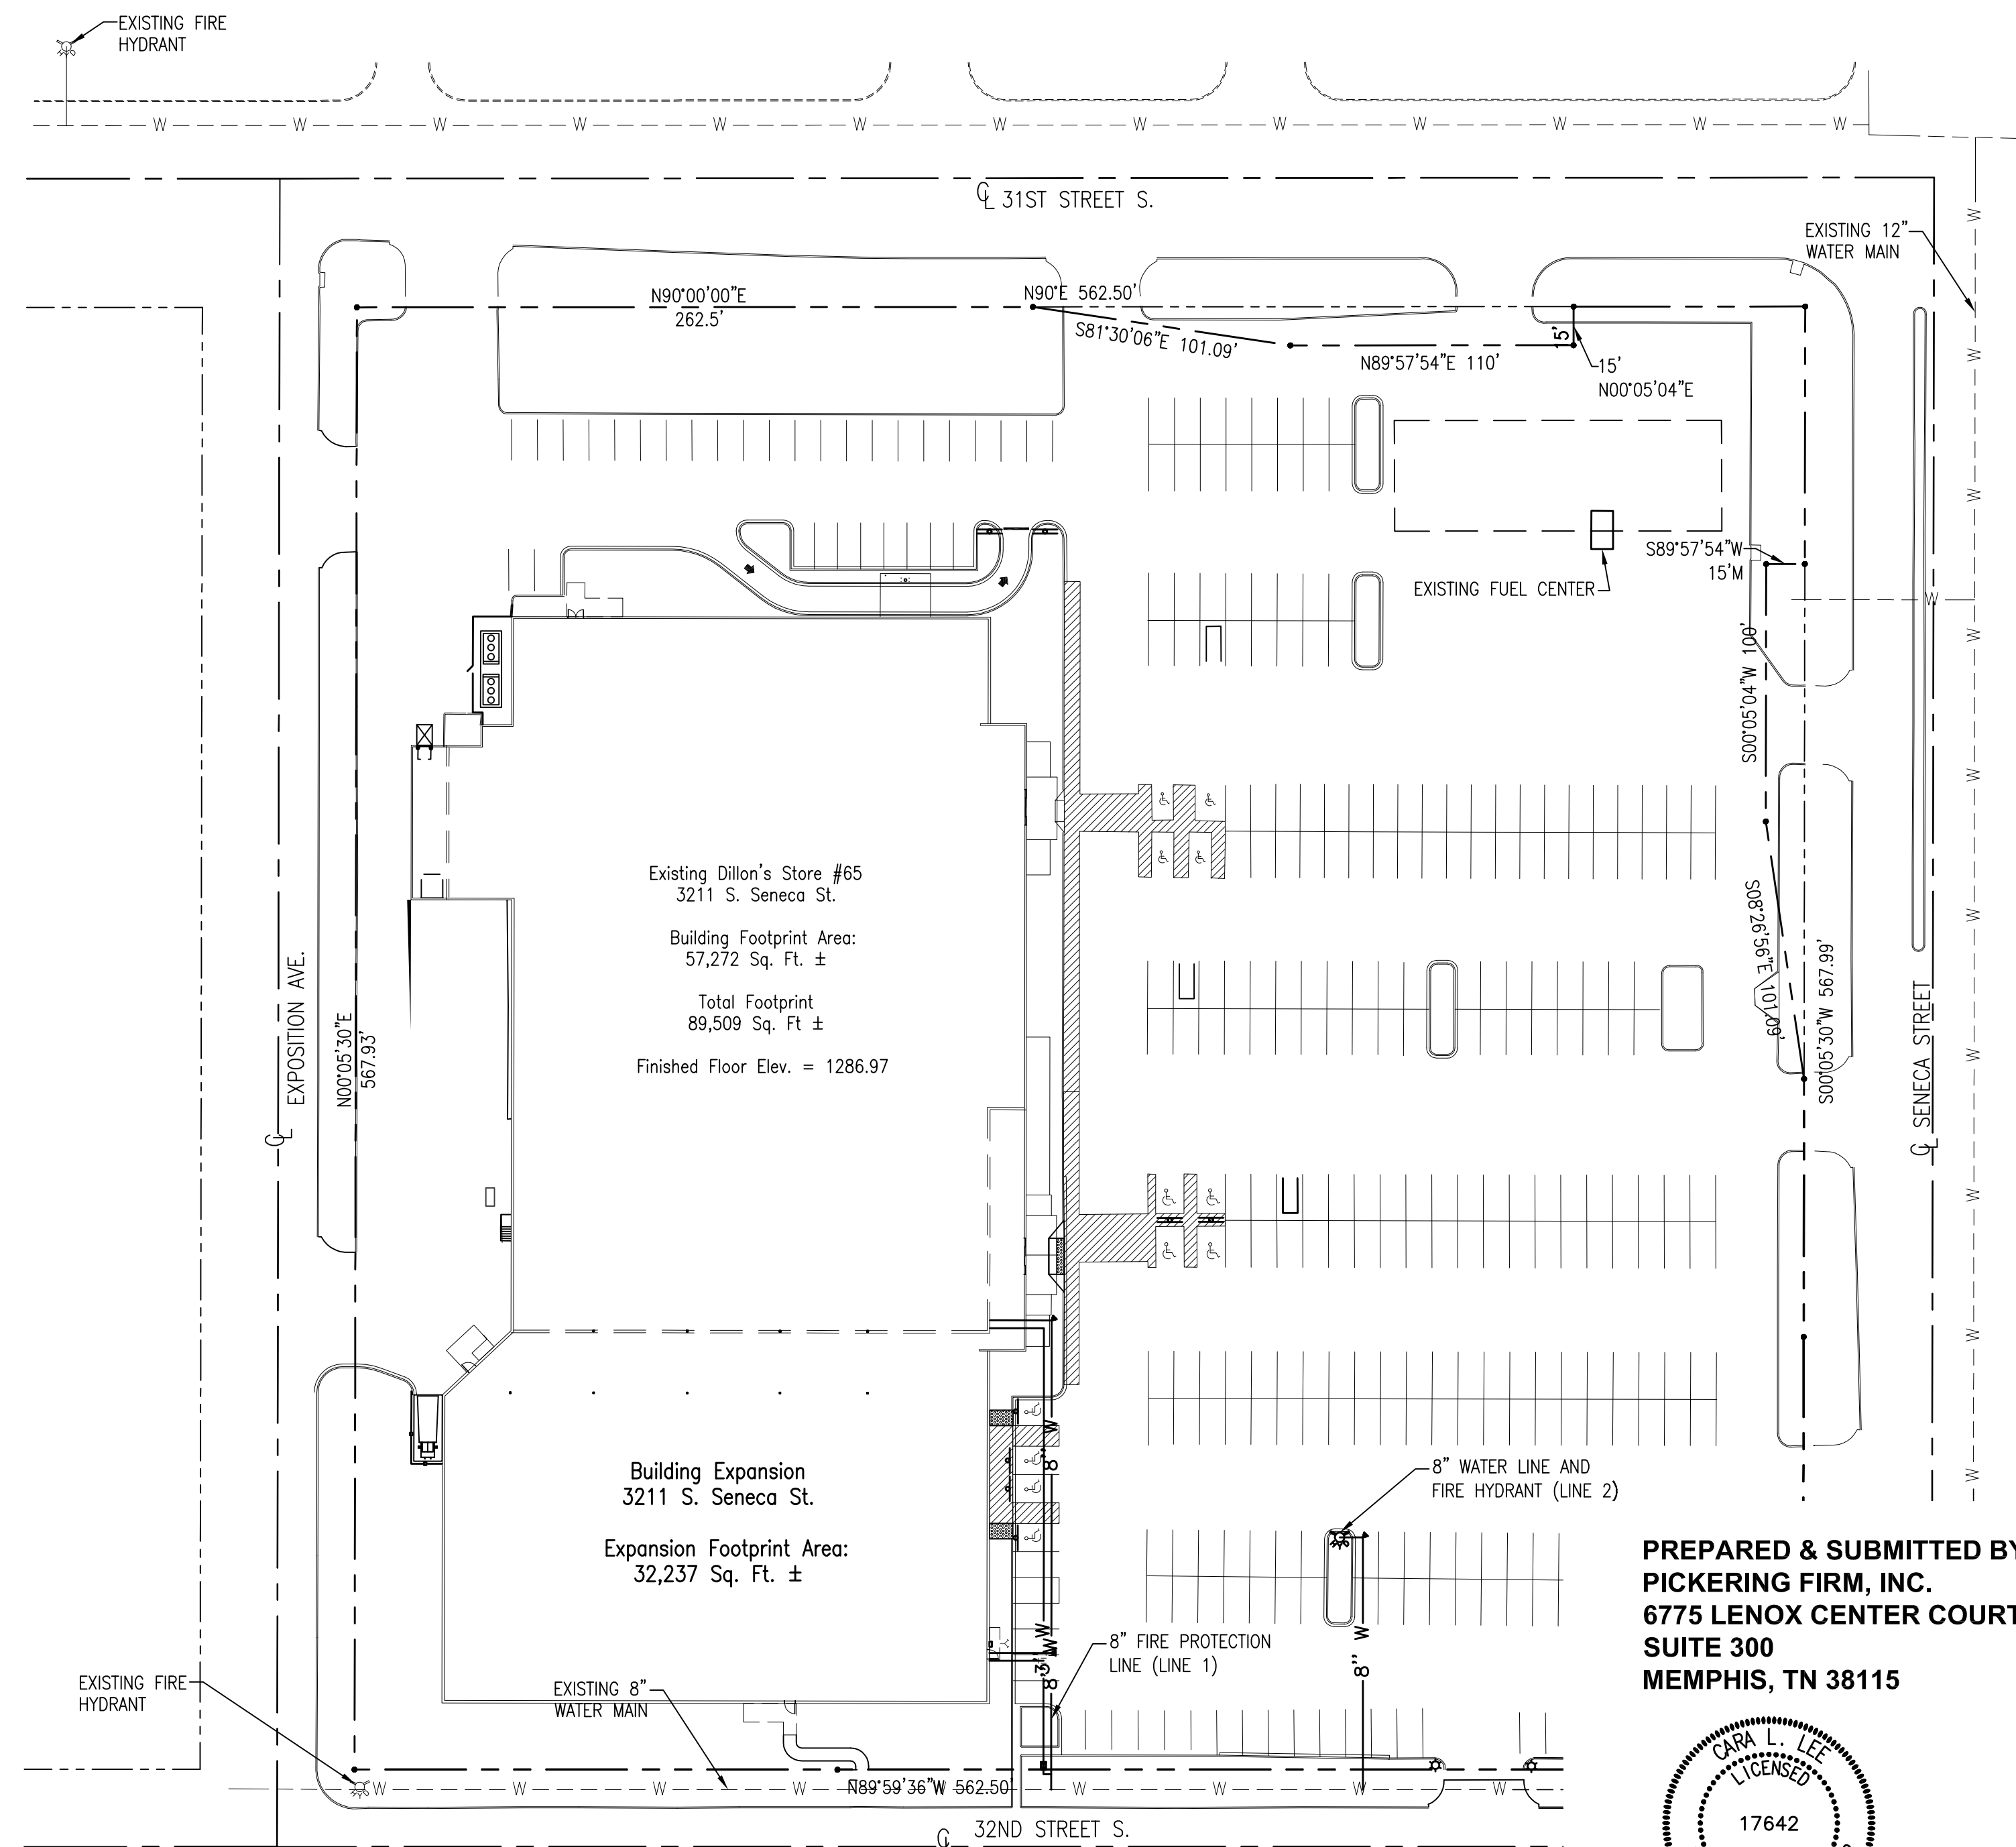 EXISTING FIRE
HYDRANT
W W W W W W W W W W W W W
℄ 31ST STREET S.
EXISTING 12"
WATER MAIN
N90°00'00"E
262.5'
N90°E 562.50'
S81°30'06"E 101.09'
N89°57'54"E 110'
15'
15'
N00°05'04"E
S89°57'54"W
15'M
EXISTING FUEL CENTER
S00°05'04"W 100'
S08°26'56"E 101.09'
S00°05'30"W 567.99'
℄ SENECA STREET
W W W W W W W W W W W
℄ EXPOSITION AVE.
N00°05'30"E
567.93'
Existing Dillon's Store #65
3211 S. Seneca St.
Building Footprint Area:
57,272 Sq. Ft. ±
Total Footprint
89,509 Sq. Ft ±
Finished Floor Elev. = 1286.97
Building Expansion
3211 S. Seneca St.
Expansion Footprint Area:
32,237 Sq. Ft. ±
8" W
8" WATER LINE AND
FIRE HYDRANT (LINE 2)
8" W
8" FIRE PROTECTION
LINE (LINE 1)
EXISTING FIRE
HYDRANT
EXISTING 8"
WATER MAIN
W W W W W W W W
N89°59'36"W 562.50'
℄ 32ND STREET S.
PREPARED & SUBMITTED BY
PICKERING FIRM, INC.
6775 LENOX CENTER COURT
SUITE 300
MEMPHIS, TN 38115
CARA L. LEE
LICENSED
17642